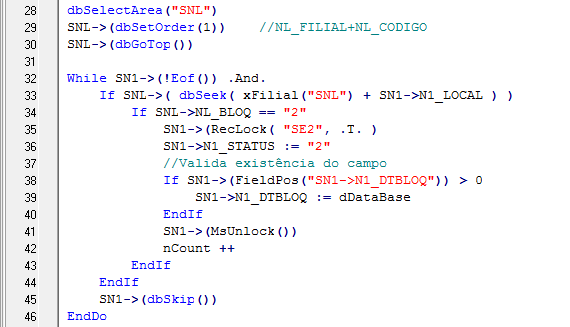 28 dbSelectArea("SNL")
29 SNL->(dbSetOrder(1)) //NL_FILIAL+NL_CODIGO
30 SNL->(dbGoTop())
31
32 While SN1->(!Eof()) .And.
33 If SNL->( dbSeek( xFilial("SNL") + SN1->N1_LOCAL ) )
34 If SNL->NL_BLOQ == "2"
35 SN1->(RecLock( "SE2", .T. )
36 SN1->N1_STATUS := "2"
37 //Valida existência do campo
38 If SN1->(FieldPos("SN1->N1_DTBLOQ")) > 0
39 SN1->N1_DTBLOQ := dDataBase
40 EndIf
41 SN1->(MsUnlock())
42 nCount ++
43 EndIf
44 EndIf
45 SN1->(dbSkip())
46 EndDo